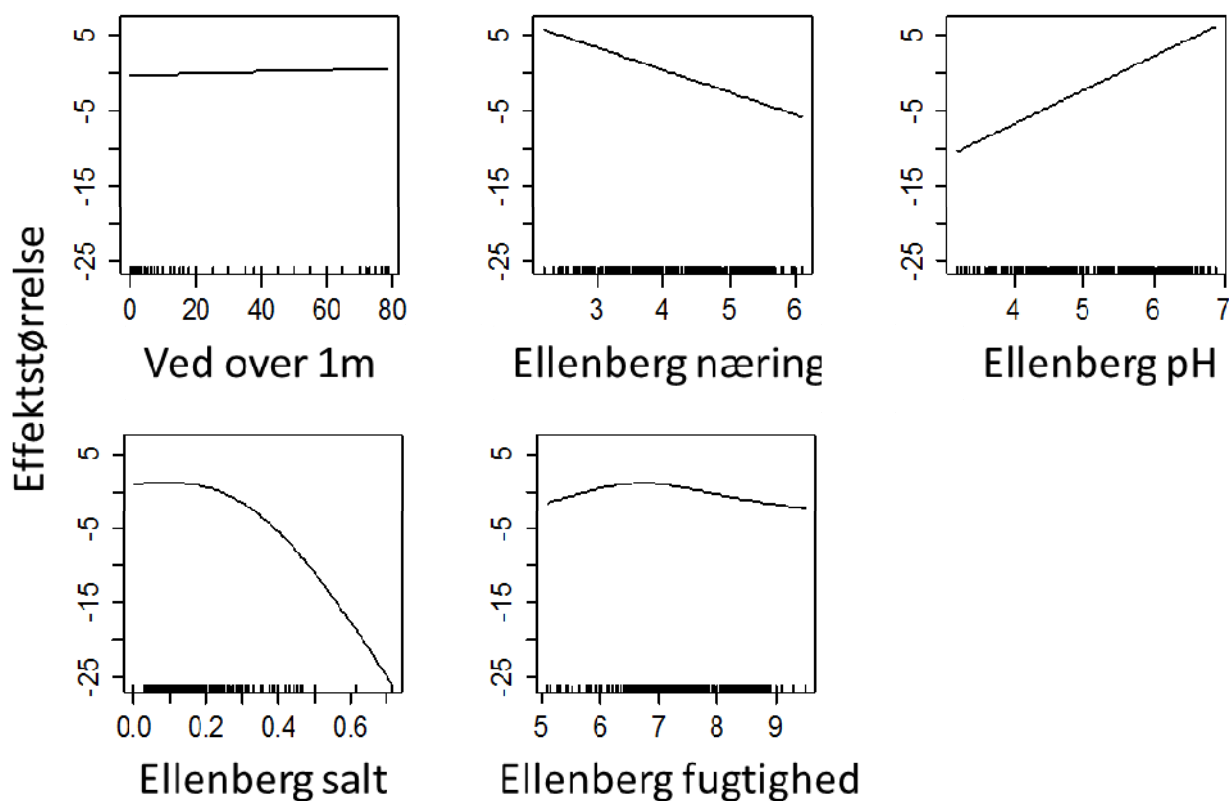 Effektstørrelse
5
-5
-15
-25
0 20 40 60 80
Ved over 1m
5
-5
-15
-25
3 4 5 6
Ellenberg næring
5
-5
-15
-25
4 5 6 7
Ellenberg pH
5
-5
-15
-25
0.0 0.2 0.4 0.6
Ellenberg salt
5
-5
-15
-25
5 6 7 8 9
Ellenberg fugtighed